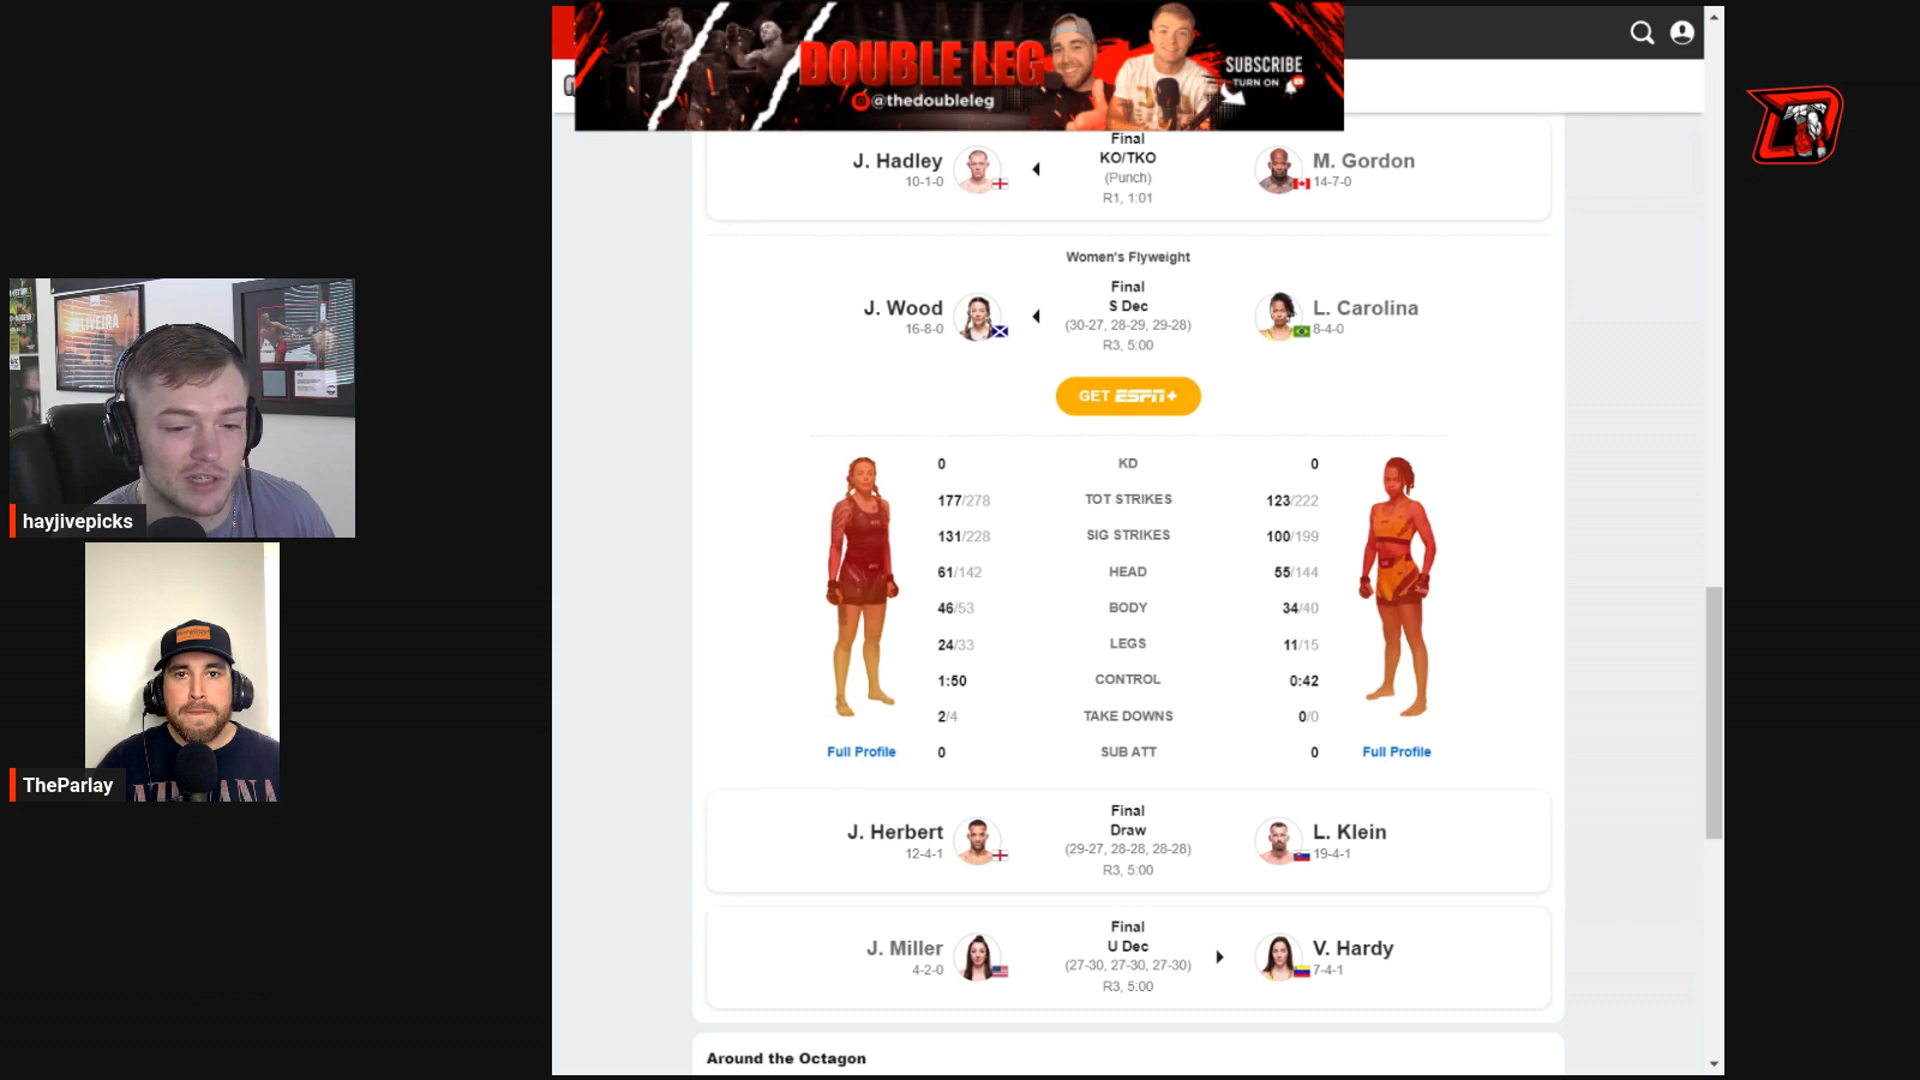 DOUBLE LEG
@thedoubleleg
SUBSCRIBE
TURN ON
Final
J. Hadley
KO/TKO
M. Gordon
10-1-0
(Punch)
14-7-0
R1, 1:01
Women's Flyweight
Final
J. Wood
S Dec
L. Carolina
16-8-0
(30-27, 28-29, 29-28)
8-4-0
R3, 5:00
GET ESPN+
0 KD 0
177/278 TOT STRIKES 123/222
131/228 SIG STRIKES 100/199
61/142 HEAD 55/144
46/53 BODY 34/40
24/33 LEGS 11/15
1:50 CONTROL 0:42
2/4 TAKE DOWNS 0/0
Full Profile 0 SUB ATT 0 Full Profile
Final
J. Herbert
Draw
L. Klein
12-4-1
(29-27, 28-28, 28-28)
19-4-1
R3, 5:00
Final
J. Miller
U Dec
V. Hardy
4-2-0
(27-30, 27-30, 27-30)
7-4-1
R3, 5:00
Around the Octagon
hayjivepicks
TheParlay